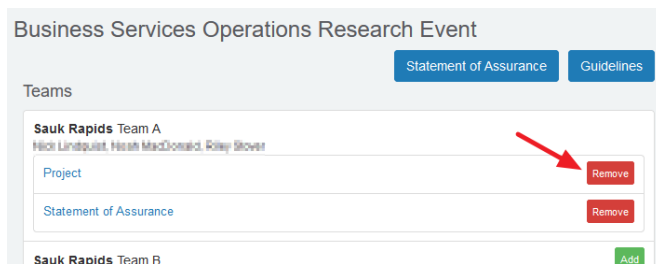 Business Services Operations Research Event
Statement of Assurance Guidelines
Teams
Sauk Rapids Team A
Project Remove
Statement of Assurance Remove
Sauk Rapids Team B Add